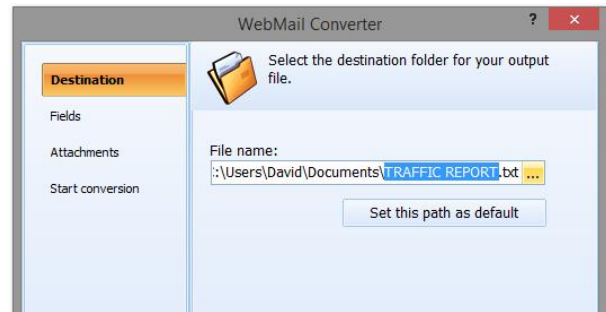 WebMail Converter
? ×
Destination
Fields
Attachments
Start conversion
Select the destination folder for your output
file.
File name:
:\Users\David\Documents\TRAFFIC REPORT.txt ...
Set this path as default